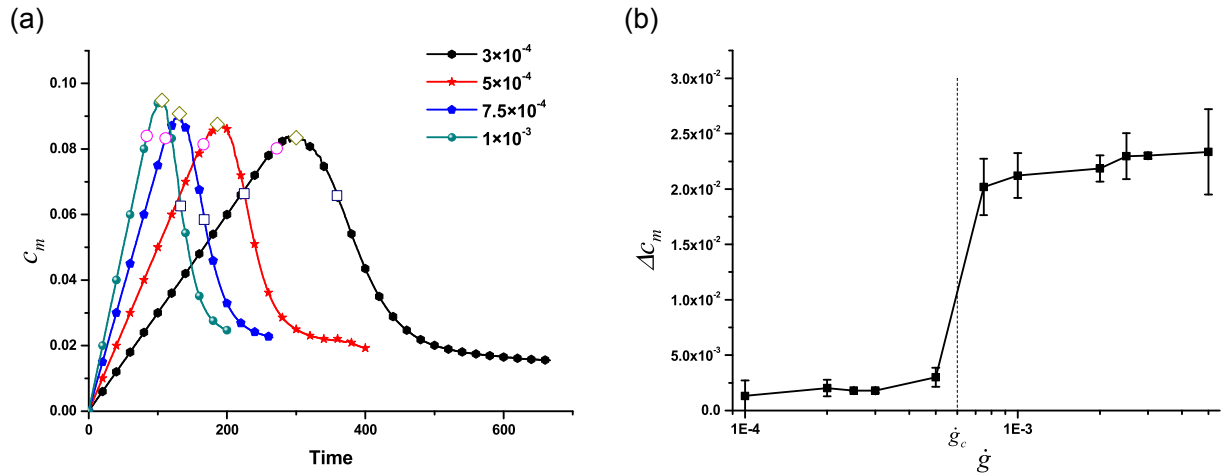 (a)
3×10⁻⁴
5×10⁻⁴
7.5×10⁻⁴
1×10⁻³
0.10
0.08
0.06
0.04
0.02
0.00
c_m
0 200 400 600
Time
(b)
3.0x10⁻²
2.5x10⁻²
2.0x10⁻²
1.5x10⁻²
1.0x10⁻²
5.0x10⁻³
0.0
Δc_m
1E-4 ġ_c 1E-3
ġ